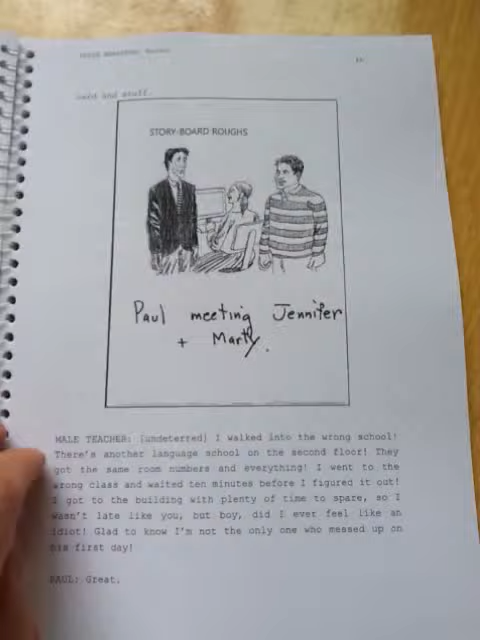 said and stuff.
STORY-BOARD ROUGHS
Paul meeting Jennifer
+ Marty.
MALE TEACHER: [undeterred] I walked into the wrong school!
There's another language school on the second floor! They
got the same room numbers and everything! I went to the
wrong class and waited ten minutes before I figured it out!
I got to the building with plenty of time to spare, so I
wasn't late like you, but boy, did I ever feel like an
idiot! Glad to know I'm not the only one who messed up on
his first day!
PAUL: Great.